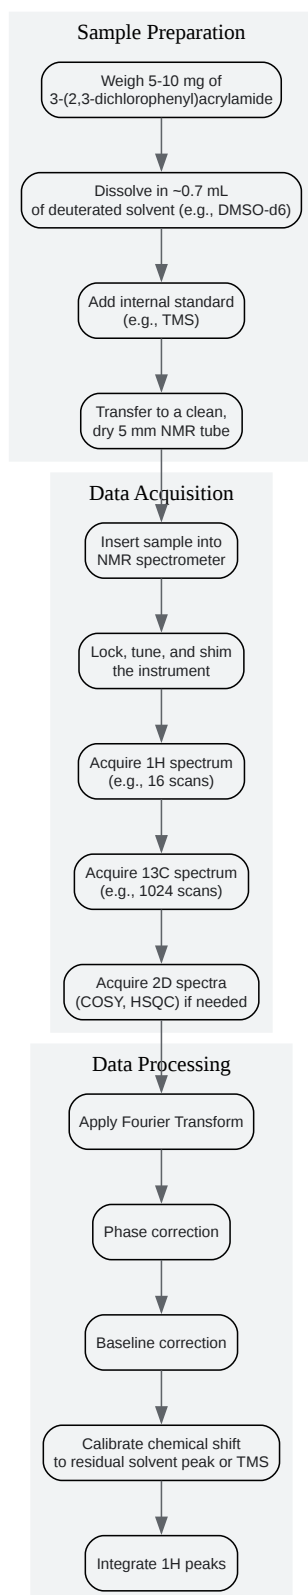 Sample Preparation
Weigh 5-10 mg of
3-(2,3-dichlorophenyl)acrylamide
Dissolve in ~0.7 mL
of deuterated solvent (e.g., DMSO-d6)
Add internal standard
(e.g., TMS)
Transfer to a clean,
dry 5 mm NMR tube
Data Acquisition
Insert sample into
NMR spectrometer
Lock, tune, and shim
the instrument
Acquire 1H spectrum
(e.g., 16 scans)
Acquire 13C spectrum
(e.g., 1024 scans)
Acquire 2D spectra
(COSY, HSQC) if needed
Data Processing
Apply Fourier Transform
Phase correction
Baseline correction
Calibrate chemical shift
to residual solvent peak or TMS
Integrate 1H peaks